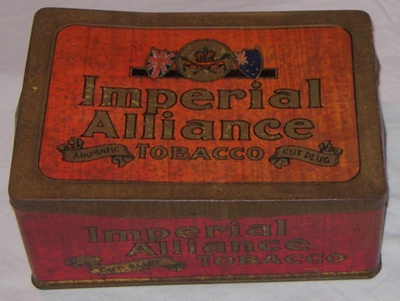 Imperial
Alliance
AROMATIC TOBACCO CUT PLUG
Imperial
Alliance
TOBACCO